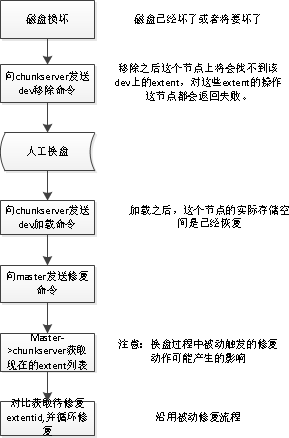 磁盘损坏
磁盘已经坏了或者将要坏了
向chunkserver发送
dev移除命令
移除之后这个节点上将会找不到该
dev上的extent，对这些extent的操作
这节点都会返回失败。
人工换盘
向chunkserver发送
dev加载命令
加载之后，这个节点的实际存储空
间是已经恢复
向master发送修复
命令
Master-
>chunkserver获取
现在的extent列表
注意：换盘过程中被动触发的修复
动作可能产生的影响
对比获取待修复
extentid,并循环修
复
沿用被动修复流程